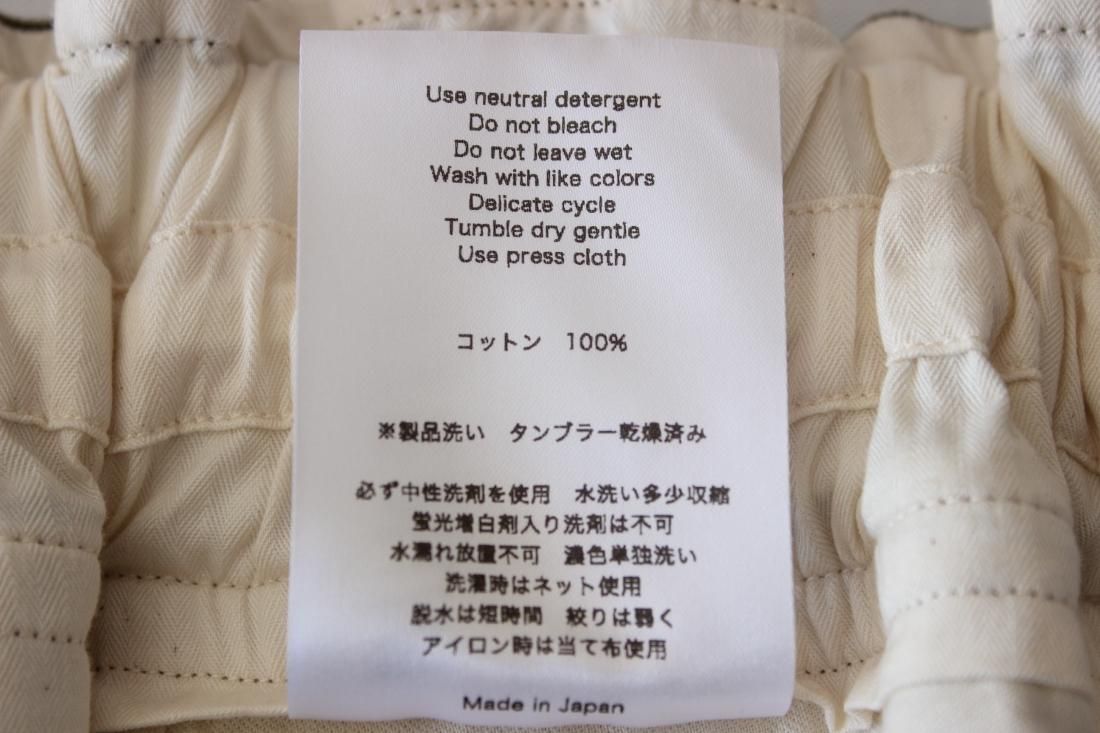 Use neutral detergent
Do not bleach
Do not leave wet
Wash with like colors
Delicate cycle
Tumble dry gentle
Use press cloth
コットン 100%
※製品洗い タンブラー乾燥済み
必ず中性洗剤を使用 水洗い多少収縮
蛍光増白剤入り洗剤は不可
水濡れ放置不可 濃色単独洗い
洗濯時はネット使用
脱水は短時間 絞りは弱く
アイロン時は当て布使用
Made in Japan